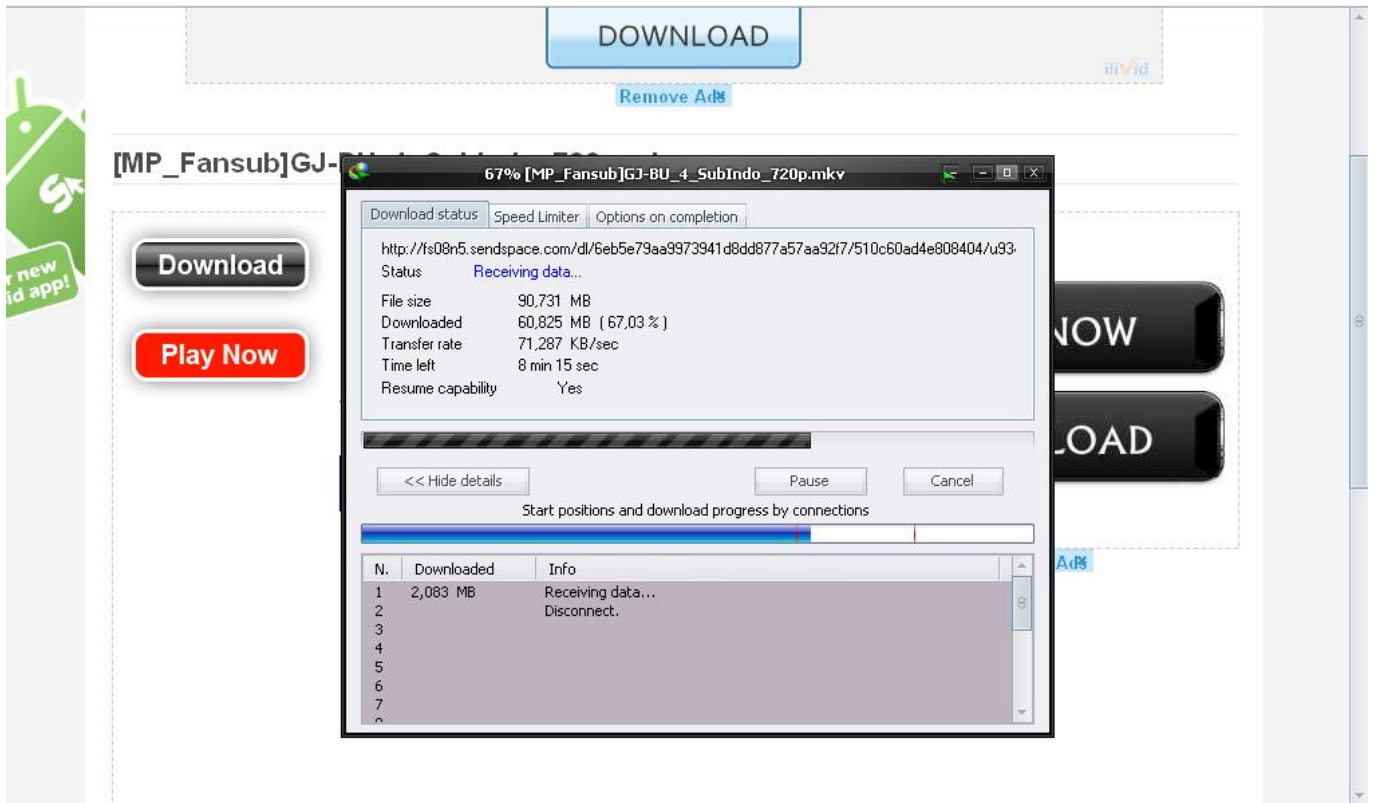 DOWNLOAD
ilivid
Remove Ads
[MP_Fansub]GJ-
67% [MP_Fansub]GJ-BU_4_SubIndo_720p.mkv
Download status Speed Limiter Options on completion
http://fs08n5.sendspace.com/dl/6eb5e79aa9973941d8dd877a57aa92f7/510c60ad4e808404/u93
Status Receiving data...
File size 90,731 MB
Downloaded 60,825 MB ( 67,03 % )
Transfer rate 71,287 KB/sec
Time left 8 min 15 sec
Resume capability Yes
<< Hide details Pause Cancel
Start positions and download progress by connections
N. Downloaded Info
1 2,083 MB Receiving data...
2 Disconnect.
3
4
5
6
7
Download
Play Now
new
id app!
NOW
LOAD
Ads